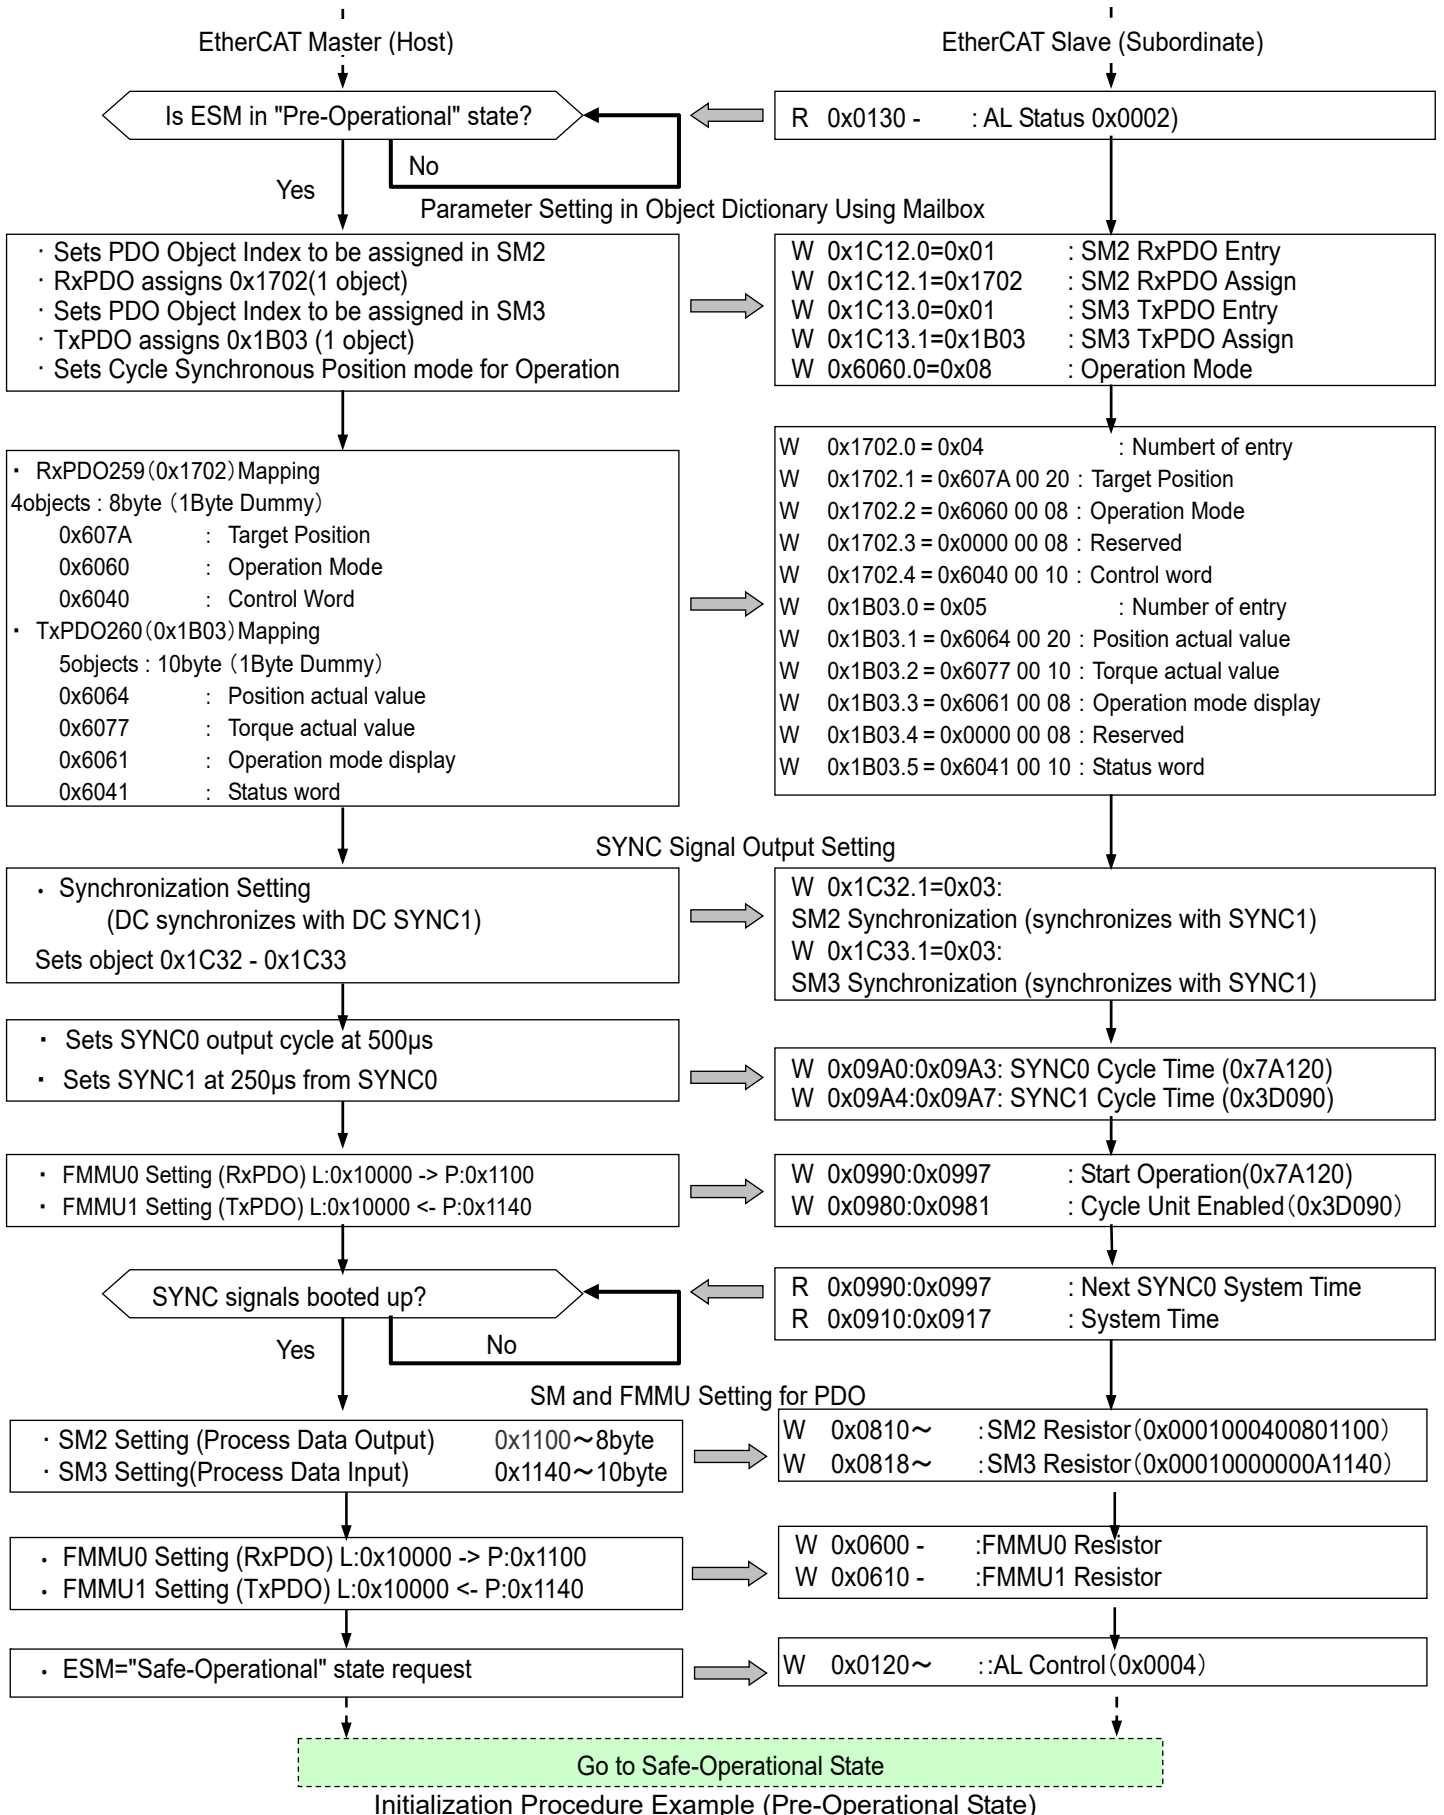 EtherCAT Master (Host)
EtherCAT Slave (Subordinate)
Is ESM in "Pre-Operational" state?
R 0x0130 - : AL Status 0x0002)
No
Yes
Parameter Setting in Object Dictionary Using Mailbox
· Sets PDO Object Index to be assigned in SM2
· RxPDO assigns 0x1702(1 object)
· Sets PDO Object Index to be assigned in SM3
· TxPDO assigns 0x1B03 (1 object)
· Sets Cycle Synchronous Position mode for Operation
W 0x1C12.0=0x01 : SM2 RxPDO Entry
W 0x1C12.1=0x1702 : SM2 RxPDO Assign
W 0x1C13.0=0x01 : SM3 TxPDO Entry
W 0x1C13.1=0x1B03 : SM3 TxPDO Assign
W 0x6060.0=0x08 : Operation Mode
· RxPDO259(0x1702)Mapping
4objects : 8byte (1Byte Dummy)
0x607A : Target Position
0x6060 : Operation Mode
0x6040 : Control Word
· TxPDO260(0x1B03)Mapping
5objects : 10byte (1Byte Dummy)
0x6064 : Position actual value
0x6077 : Torque actual value
0x6061 : Operation mode display
0x6041 : Status word
W 0x1702.0 = 0x04 : Numbert of entry
W 0x1702.1 = 0x607A 00 20 : Target Position
W 0x1702.2 = 0x6060 00 08 : Operation Mode
W 0x1702.3 = 0x0000 00 08 : Reserved
W 0x1702.4 = 0x6040 00 10 : Control word
W 0x1B03.0 = 0x05 : Number of entry
W 0x1B03.1 = 0x6064 00 20 : Position actual value
W 0x1B03.2 = 0x6077 00 10 : Torque actual value
W 0x1B03.3 = 0x6061 00 08 : Operation mode display
W 0x1B03.4 = 0x0000 00 08 : Reserved
W 0x1B03.5 = 0x6041 00 10 : Status word
SYNC Signal Output Setting
· Synchronization Setting
(DC synchronizes with DC SYNC1)
Sets object 0x1C32 - 0x1C33
W 0x1C32.1=0x03:
SM2 Synchronization (synchronizes with SYNC1)
W 0x1C33.1=0x03:
SM3 Synchronization (synchronizes with SYNC1)
· Sets SYNC0 output cycle at 500µs
· Sets SYNC1 at 250µs from SYNC0
W 0x09A0:0x09A3: SYNC0 Cycle Time (0x7A120)
W 0x09A4:0x09A7: SYNC1 Cycle Time (0x3D090)
· FMMU0 Setting (RxPDO) L:0x10000 -> P:0x1100
· FMMU1 Setting (TxPDO) L:0x10000 <- P:0x1140
W 0x0990:0x0997 : Start Operation(0x7A120)
W 0x0980:0x0981 : Cycle Unit Enabled(0x3D090)
SYNC signals booted up?
R 0x0990:0x0997 : Next SYNC0 System Time
R 0x0910:0x0917 : System Time
Yes
No
SM and FMMU Setting for PDO
· SM2 Setting (Process Data Output) 0x1100～8byte
· SM3 Setting(Process Data Input) 0x1140～10byte
W 0x0810～ :SM2 Resistor(0x0001000400801100)
W 0x0818～ :SM3 Resistor(0x00010000000A1140)
· FMMU0 Setting (RxPDO) L:0x10000 -> P:0x1100
· FMMU1 Setting (TxPDO) L:0x10000 <- P:0x1140
W 0x0600 - :FMMU0 Resistor
W 0x0610 - :FMMU1 Resistor
· ESM="Safe-Operational" state request
W 0x0120～ ::AL Control(0x0004)
Go to Safe-Operational State
Initialization Procedure Example (Pre-Operational State)